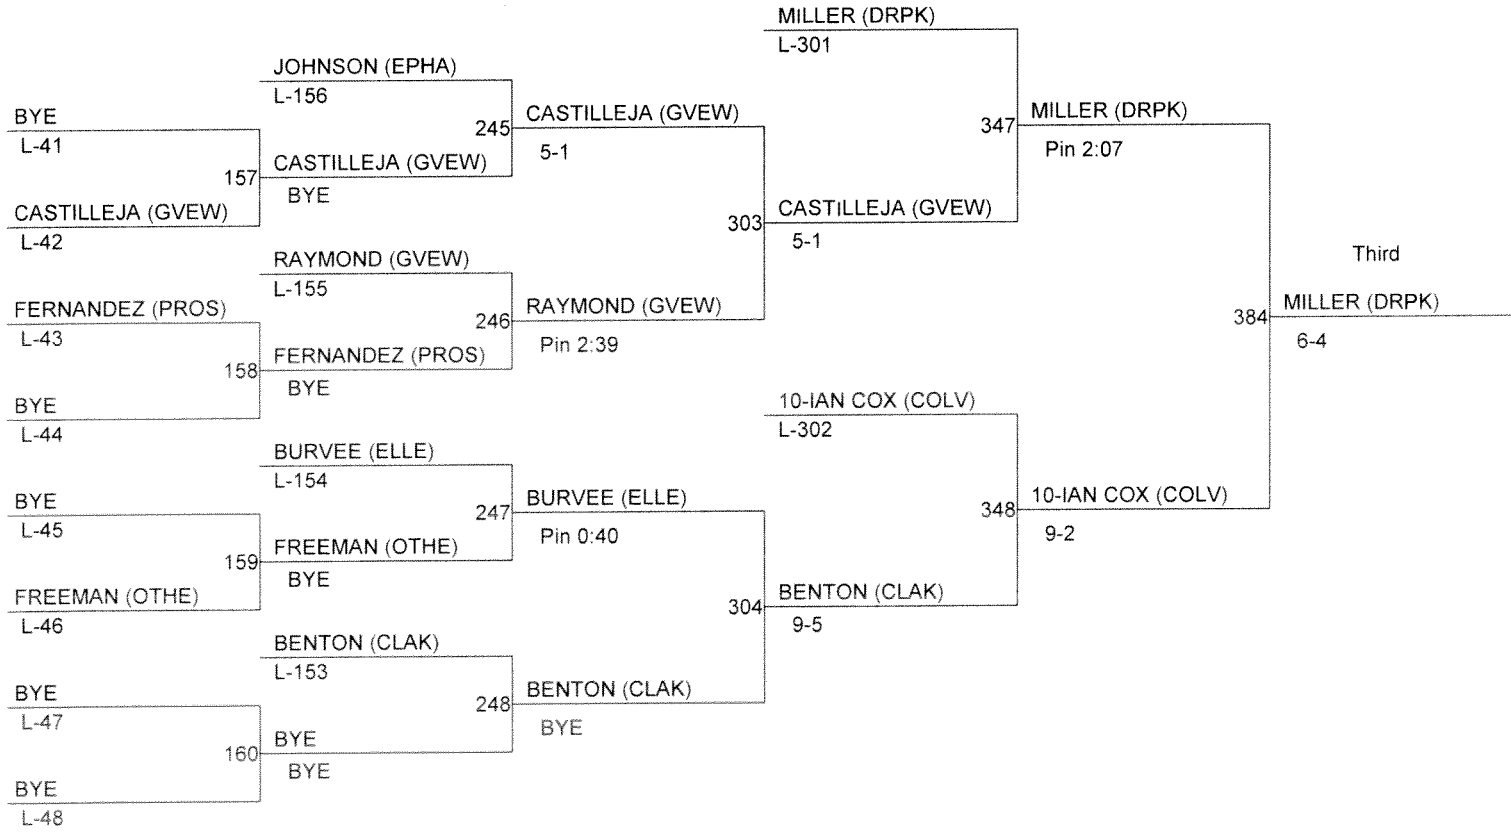 MILLER (DRPK)
L-301
JOHNSON (EPHA)
L-156
BYE
L-41
245
CASTILLEJA (GVEW)
5-1
347
MILLER (DRPK)
Pin 2:07
157
CASTILLEJA (GVEW)
BYE
CASTILLEJA (GVEW)
L-42
303
CASTILLEJA (GVEW)
5-1
RAYMOND (GVEW)
L-155
Third
FERNANDEZ (PROS)
L-43
246
RAYMOND (GVEW)
Pin 2:39
384
MILLER (DRPK)
6-4
158
FERNANDEZ (PROS)
BYE
BYE
L-44
10-IAN COX (COLV)
L-302
BURVEE (ELLE)
L-154
BYE
L-45
247
BURVEE (ELLE)
Pin 0:40
348
10-IAN COX (COLV)
9-2
159
FREEMAN (OTHE)
BYE
FREEMAN (OTHE)
L-46
304
BENTON (CLAK)
9-5
BENTON (CLAK)
L-153
BYE
L-47
248
BENTON (CLAK)
BYE
160
BYE
BYE
BYE
L-48